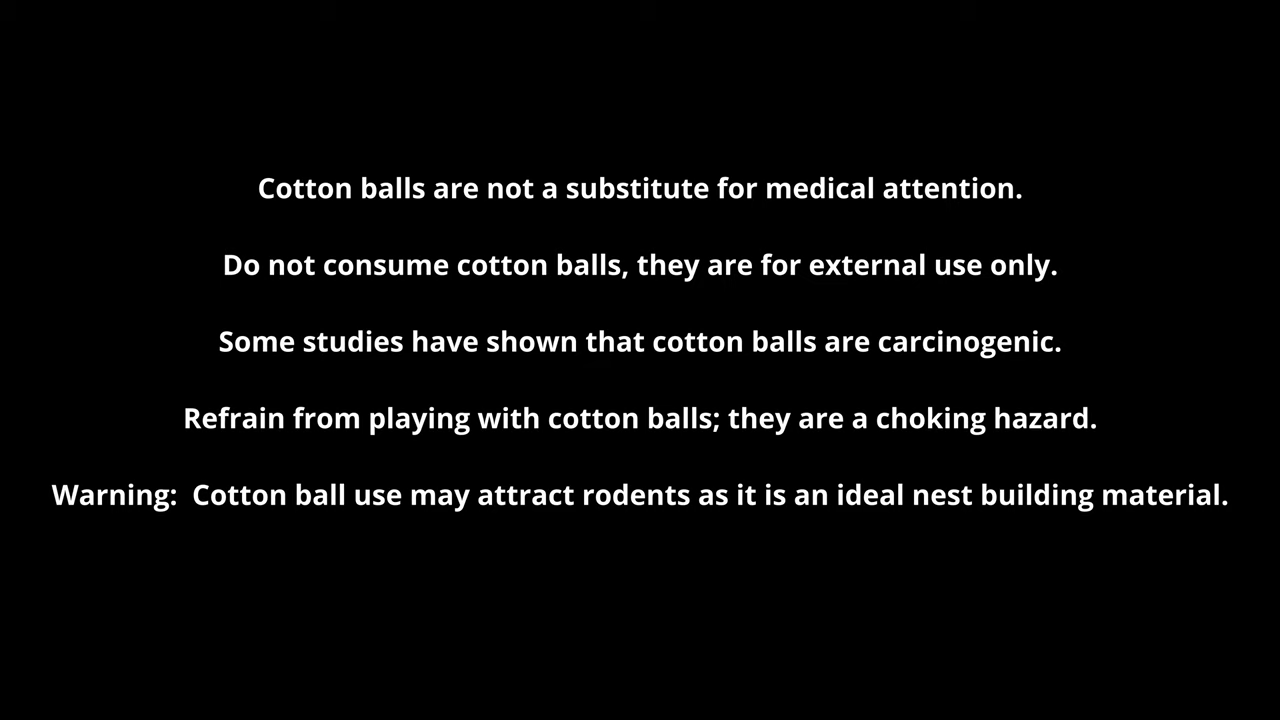 Cotton balls are not a substitute for medical attention.
Do not consume cotton balls, they are for external use only.
Some studies have shown that cotton balls are carcinogenic.
Refrain from playing with cotton balls; they are a choking hazard.
Warning:  Cotton ball use may attract rodents as it is an ideal nest building material.